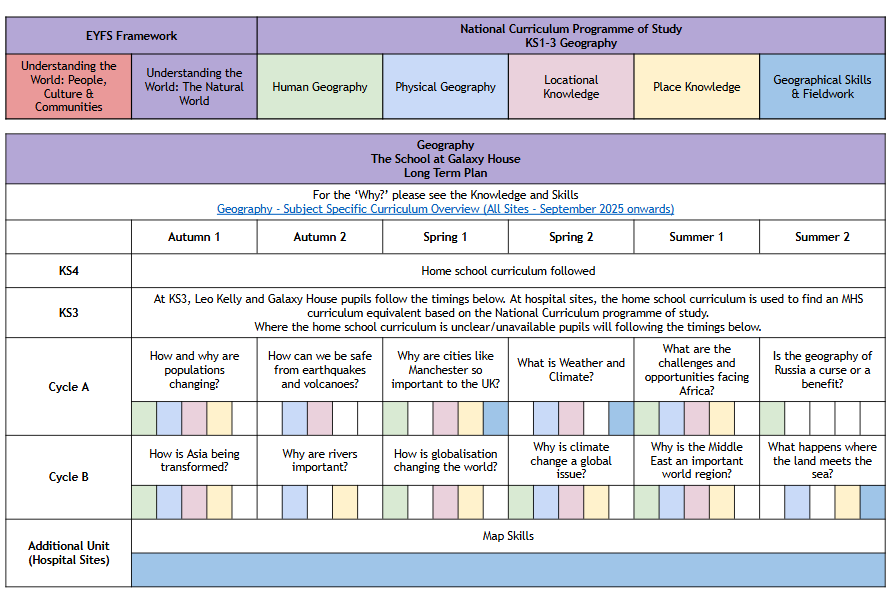 EYFS Framework
National Curriculum Programme of Study
KS1-3 Geography
Understanding the
World: People,
Culture &
Communities
Understanding the
World: The Natural
World
Human Geography
Physical Geography
Locational
Knowledge
Place Knowledge
Geographical Skills
& Fieldwork
Geography
The School at Galaxy House
Long Term Plan
For the ‘Why?’ please see the Knowledge and Skills
Geography - Subject Specific Curriculum Overview (All Sites - September 2025 onwards)
Autumn 1
Autumn 2
Spring 1
Spring 2
Summer 1
Summer 2
KS4
Home school curriculum followed
KS3
At KS3, Leo Kelly and Galaxy House pupils follow the timings below. At hospital sites, the home school curriculum is used to find an MHS
curriculum equivalent based on the National Curriculum programme of study.
Where the home school curriculum is unclear/unavailable pupils will following the timings below.
Cycle A
How and why are
populations
changing?
How can we be safe
from earthquakes
and volcanoes?
Why are cities like
Manchester so
important to the UK?
What is Weather and
Climate?
What are the
challenges and
opportunities facing
Africa?
Is the geography of
Russia a curse or a
benefit?
Cycle B
How is Asia being
transformed?
Why are rivers
important?
How is globalisation
changing the world?
Why is climate
change a global
issue?
Why is the Middle
East an important
world region?
What happens where
the land meets the
sea?
Additional Unit
(Hospital Sites)
Map Skills